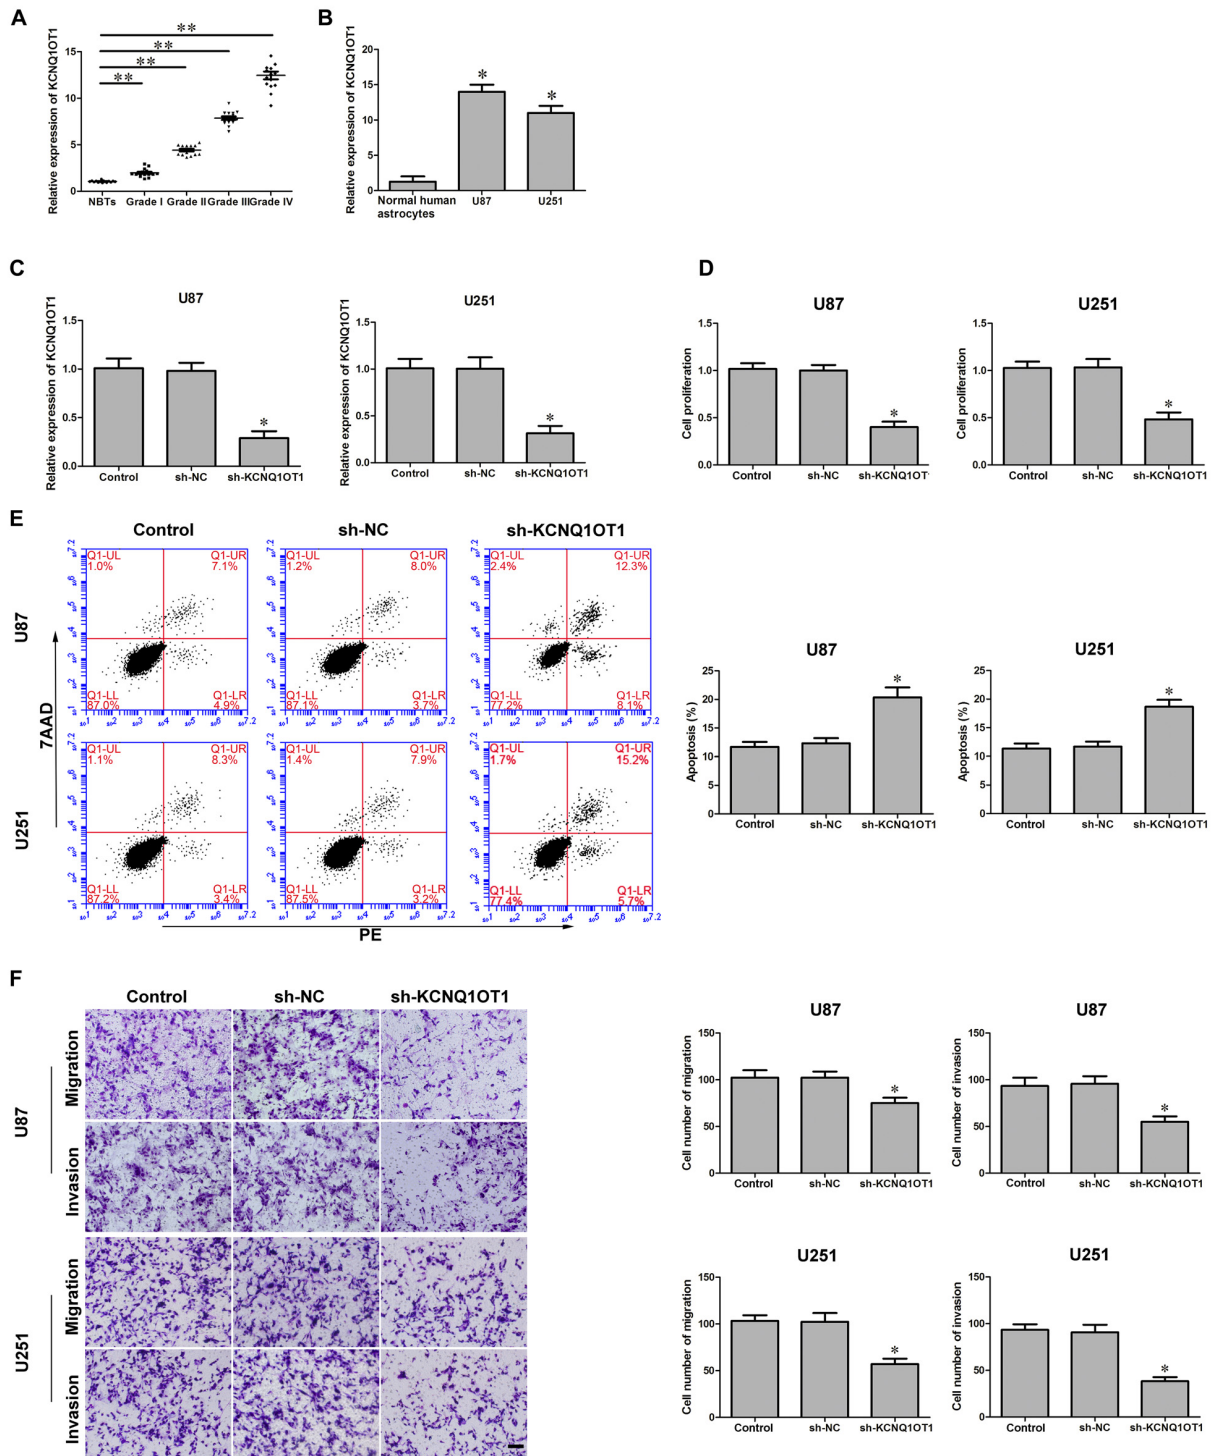 A
Relative expression of KCNQ1OT1
**
**
**
**
15
10
5
0
NBTs Grade I Grade II Grade III Grade IV
B
Relative expression of KCNQ1OT1
20
15
10
5
0
*
*
Normal human astrocytes U87 U251
C
U87
Relative expression of KCNQ1OT1
1.5
1.0
0.5
0.0
*
Control sh-NC sh-KCNQ1OT1
U251
Relative expression of KCNQ1OT1
1.5
1.0
0.5
0.0
*
Control sh-NC sh-KCNQ1OT1
D
U87
Cell proliferation
1.5
1.0
0.5
0.0
*
Control sh-NC sh-KCNQ1OT1
U251
Cell proliferation
1.5
1.0
0.5
0.0
*
Control sh-NC sh-KCNQ1OT1
E
Control sh-NC sh-KCNQ1OT1
U87
Q1-UL Q1-UR
1.0% 7.1%
Q1-LL Q1-LR
87.0% 4.9%
Q1-UL Q1-UR
1.2% 8.0%
Q1-LL Q1-LR
87.1% 3.7%
Q1-UL Q1-UR
2.4% 12.3%
Q1-LL Q1-LR
77.2% 8.1%
U251
Q1-UL Q1-UR
1.1% 8.3%
Q1-LL Q1-LR
87.2% 3.4%
Q1-UL Q1-UR
1.4% 7.9%
Q1-LL Q1-LR
87.5% 3.2%
Q1-UL Q1-UR
1.7% 15.2%
Q1-LL Q1-LR
77.4% 5.7%
7AAD
PE
U87
Apoptosis (%)
25
20
15
10
5
0
*
Control sh-NC sh-KCNQ1OT1
U251
Apoptosis (%)
25
20
15
10
5
0
*
Control sh-NC sh-KCNQ1OT1
F
Control sh-NC sh-KCNQ1OT1
U87
Migration
Invasion
U251
Migration
Invasion
U87
Cell number of migration
150
100
50
0
*
Control sh-NC sh-KCNQ1OT1
U87
Cell number of invasion
150
100
50
0
*
Control sh-NC sh-KCNQ1OT1
U251
Cell number of migration
150
100
50
0
*
Control sh-NC sh-KCNQ1OT1
U251
Cell number of invasion
150
100
50
0
*
Control sh-NC sh-KCNQ1OT1